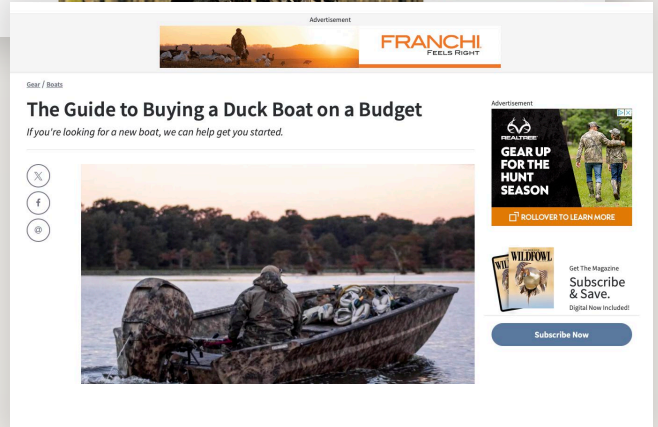 Advertisement
FRANCHI
FEELS RIGHT
Gear / Boats
The Guide to Buying a Duck Boat on a Budget
If you're looking for a new boat, we can help get you started.
f
@
Advertisement
REALTREE
GEAR UP
FOR THE
HUNT
SEASON
ROLLOVER TO LEARN MORE
WIL
WILDFOWL
Get The Magazine
Subscribe
& Save.
Digital Now Included!
Subscribe Now